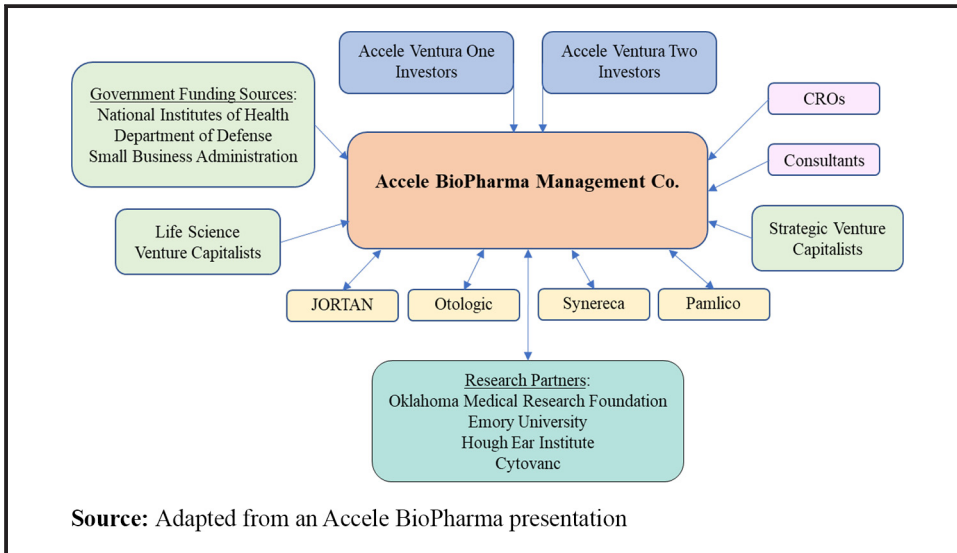 Accele Ventura One
Investors
Accele Ventura Two
Investors
Government Funding Sources:
National Institutes of Health
Department of Defense
Small Business Administration
CROs
Consultants
Accele BioPharma Management Co.
Life Science
Venture Capitalists
Strategic Venture
Capitalists
JORTAN
Otologic
Synereca
Pamlico
Research Partners:
Oklahoma Medical Research Foundation
Emory University
Hough Ear Institute
Cytovanc
Source: Adapted from an Accele BioPharma presentation